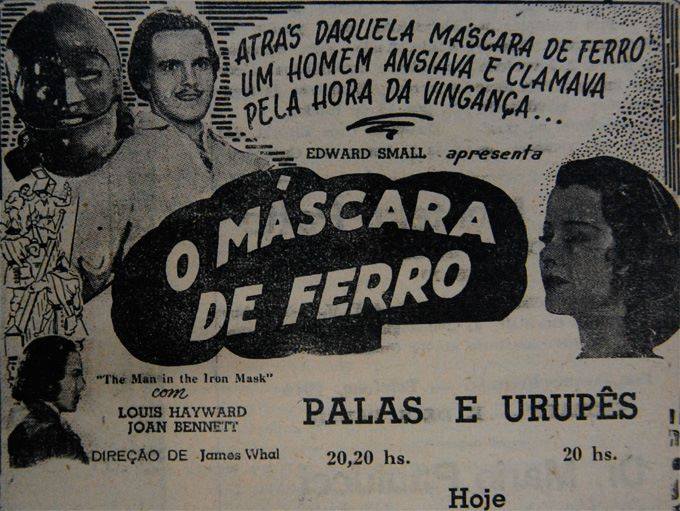 ATRÁS DAQUELA MÁSCARA DE FERRO
UM HOMEM ANSIAVA E CLAMAVA
PELA HORA DA VINGANÇA...
EDWARD SMALL apresenta
O MÁSCARA
DE FERRO
"The Man in the Iron Mask"
com
LOUIS HAYWARD
JOAN BENNETT
DIREÇÃO DE James Whal
PALAS E URUPÊS
20,20 hs. 20 hs.
Hoje